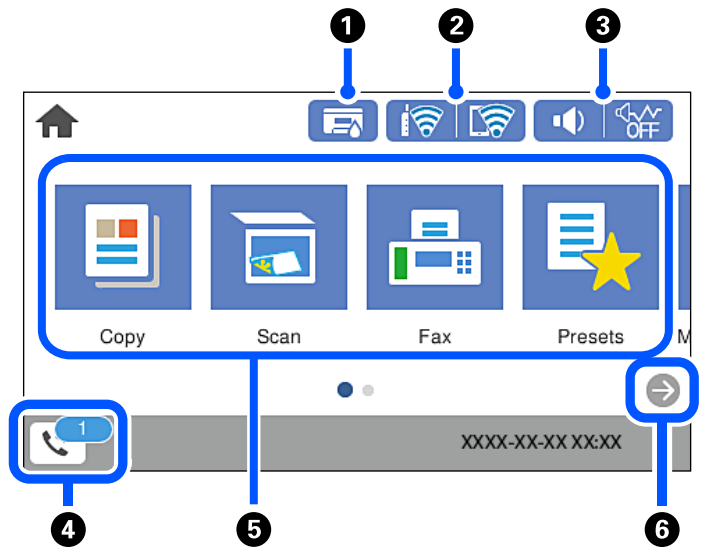 1 2 3
OFF
Copy Scan Fax Presets M
1
XXXX-XX-XX XX:XX
4 5 6